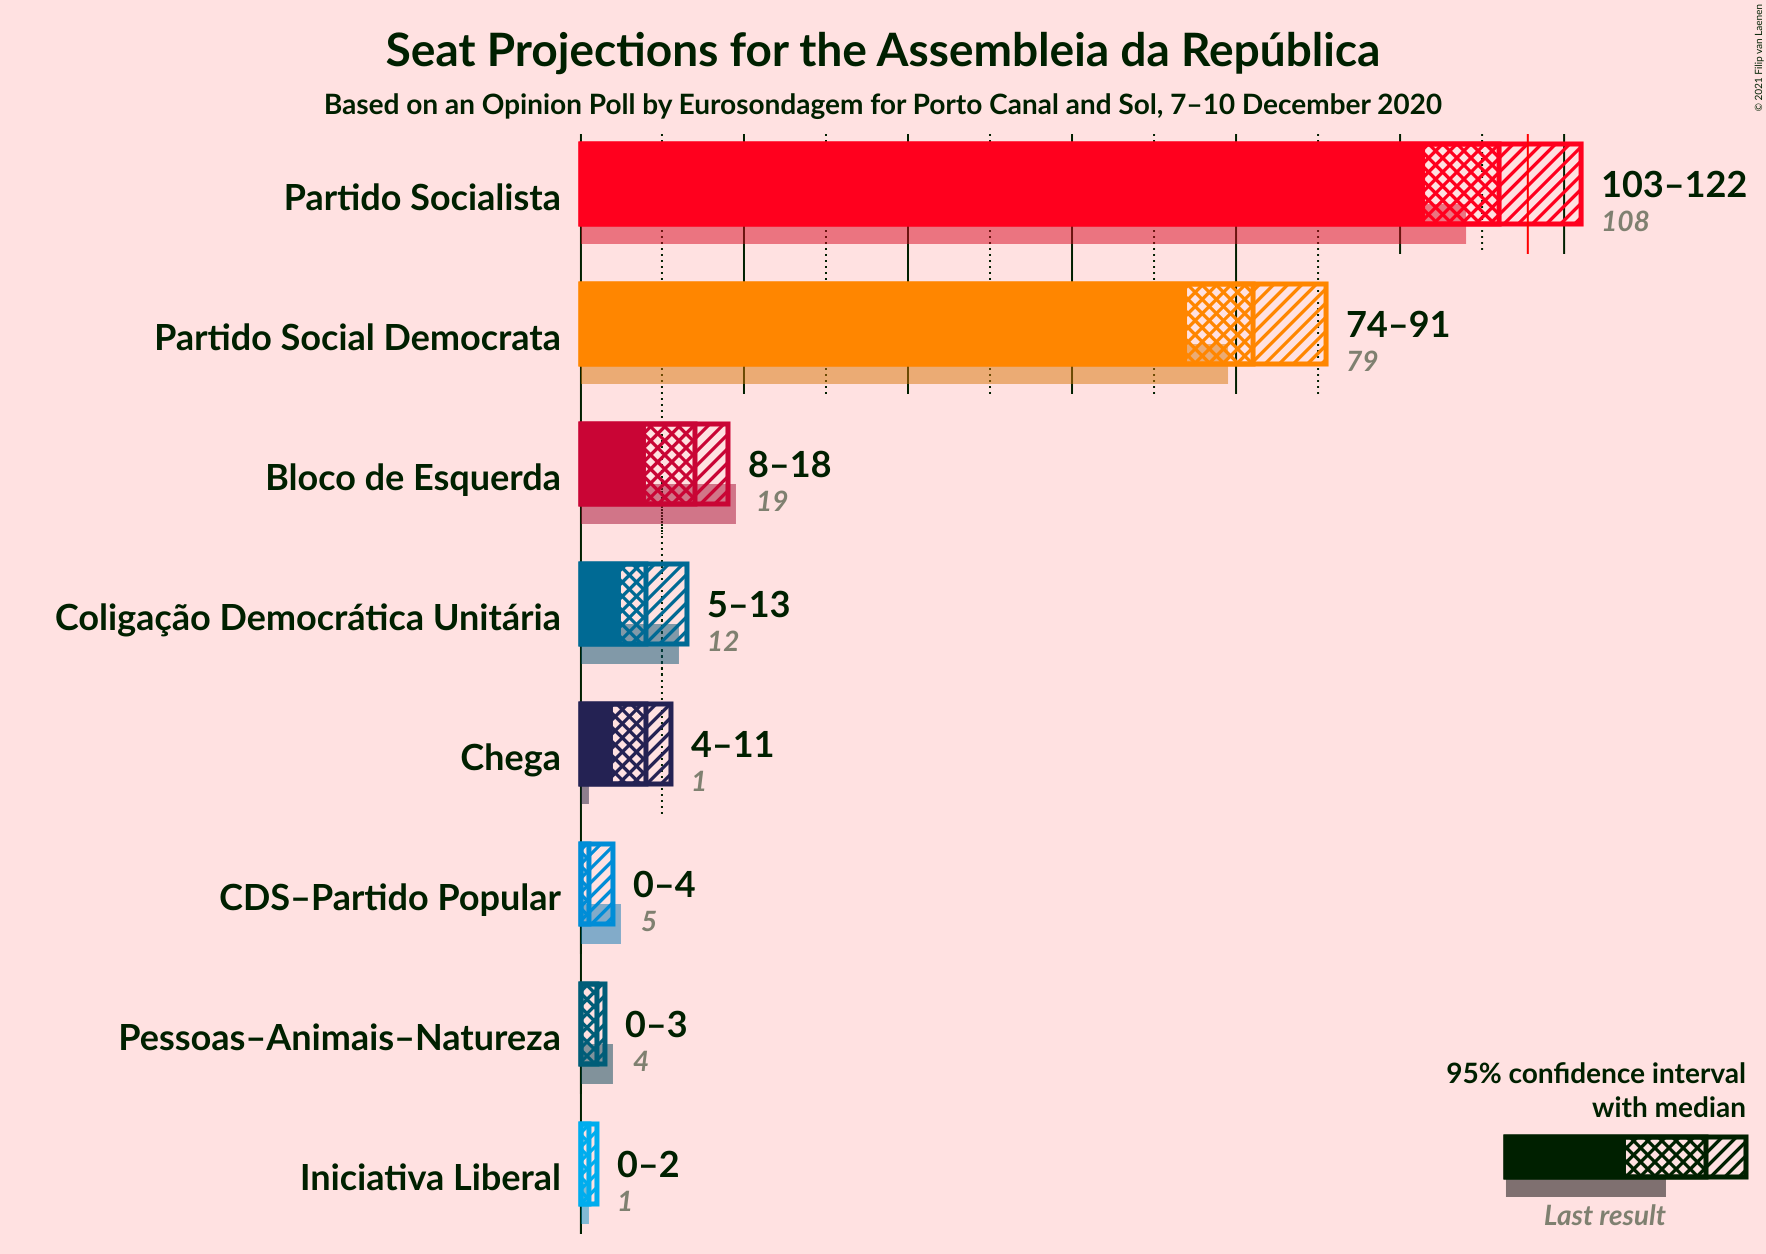 Seat Projections for the Assembleia da República
Based on an Opinion Poll by Eurosondagem for Porto Canal and Sol, 7–10 December 2020
© 2021 Filip van Laenen
Partido Socialista
103–122
108
Partido Social Democrata
74–91
79
Bloco de Esquerda
8–18
19
Coligação Democrática Unitária
5–13
12
Chega
4–11
1
CDS–Partido Popular
0–4
5
Pessoas–Animais–Natureza
0–3
4
Iniciativa Liberal
0–2
1
95% confidence interval
with median
Last result